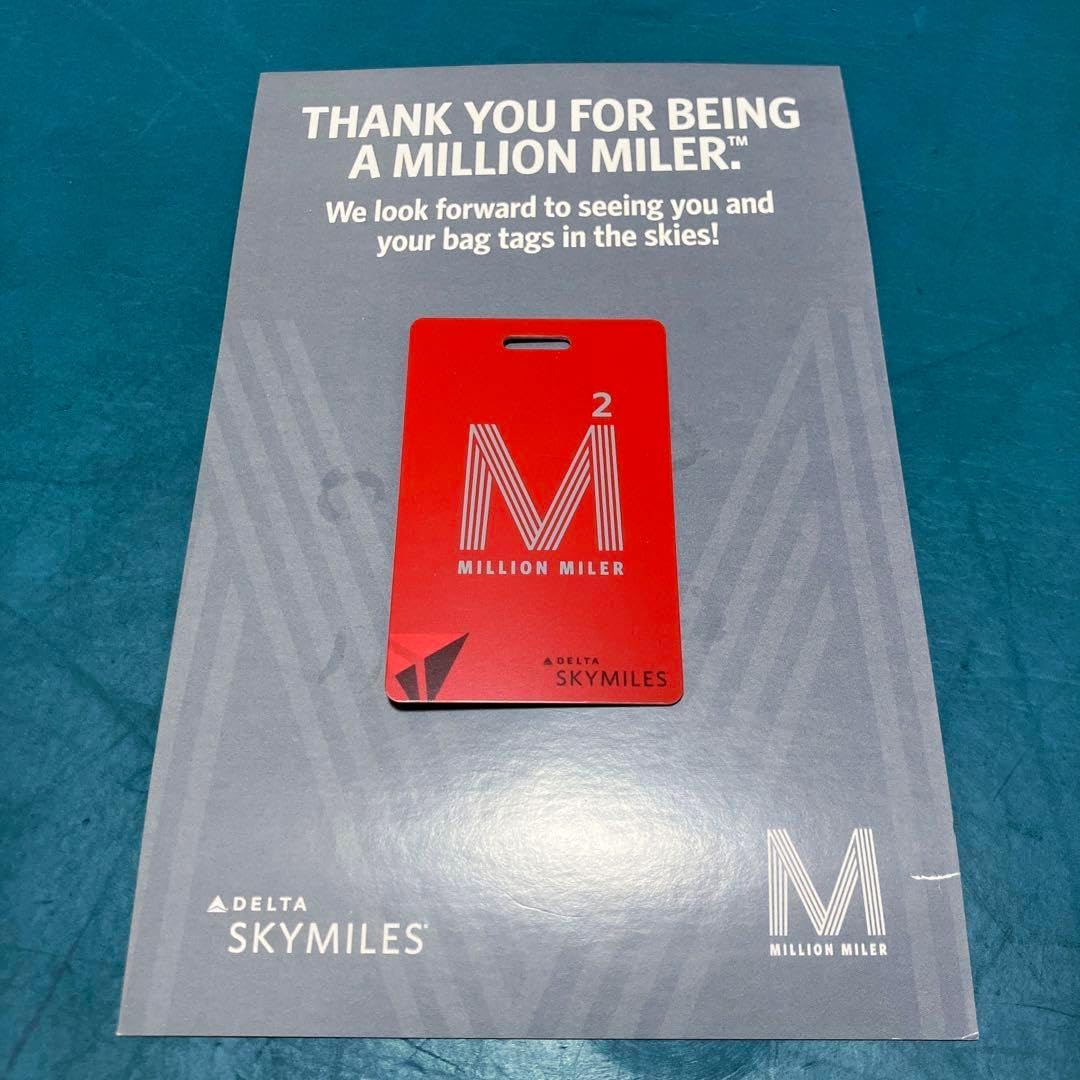 THANK YOU FOR BEING
A MILLION MILER.™
We look forward to seeing you and
your bag tags in the skies!
M²
MILLION MILER
DELTA
SKYMILES
DELTA
SKYMILES®
M
MILLION MILER